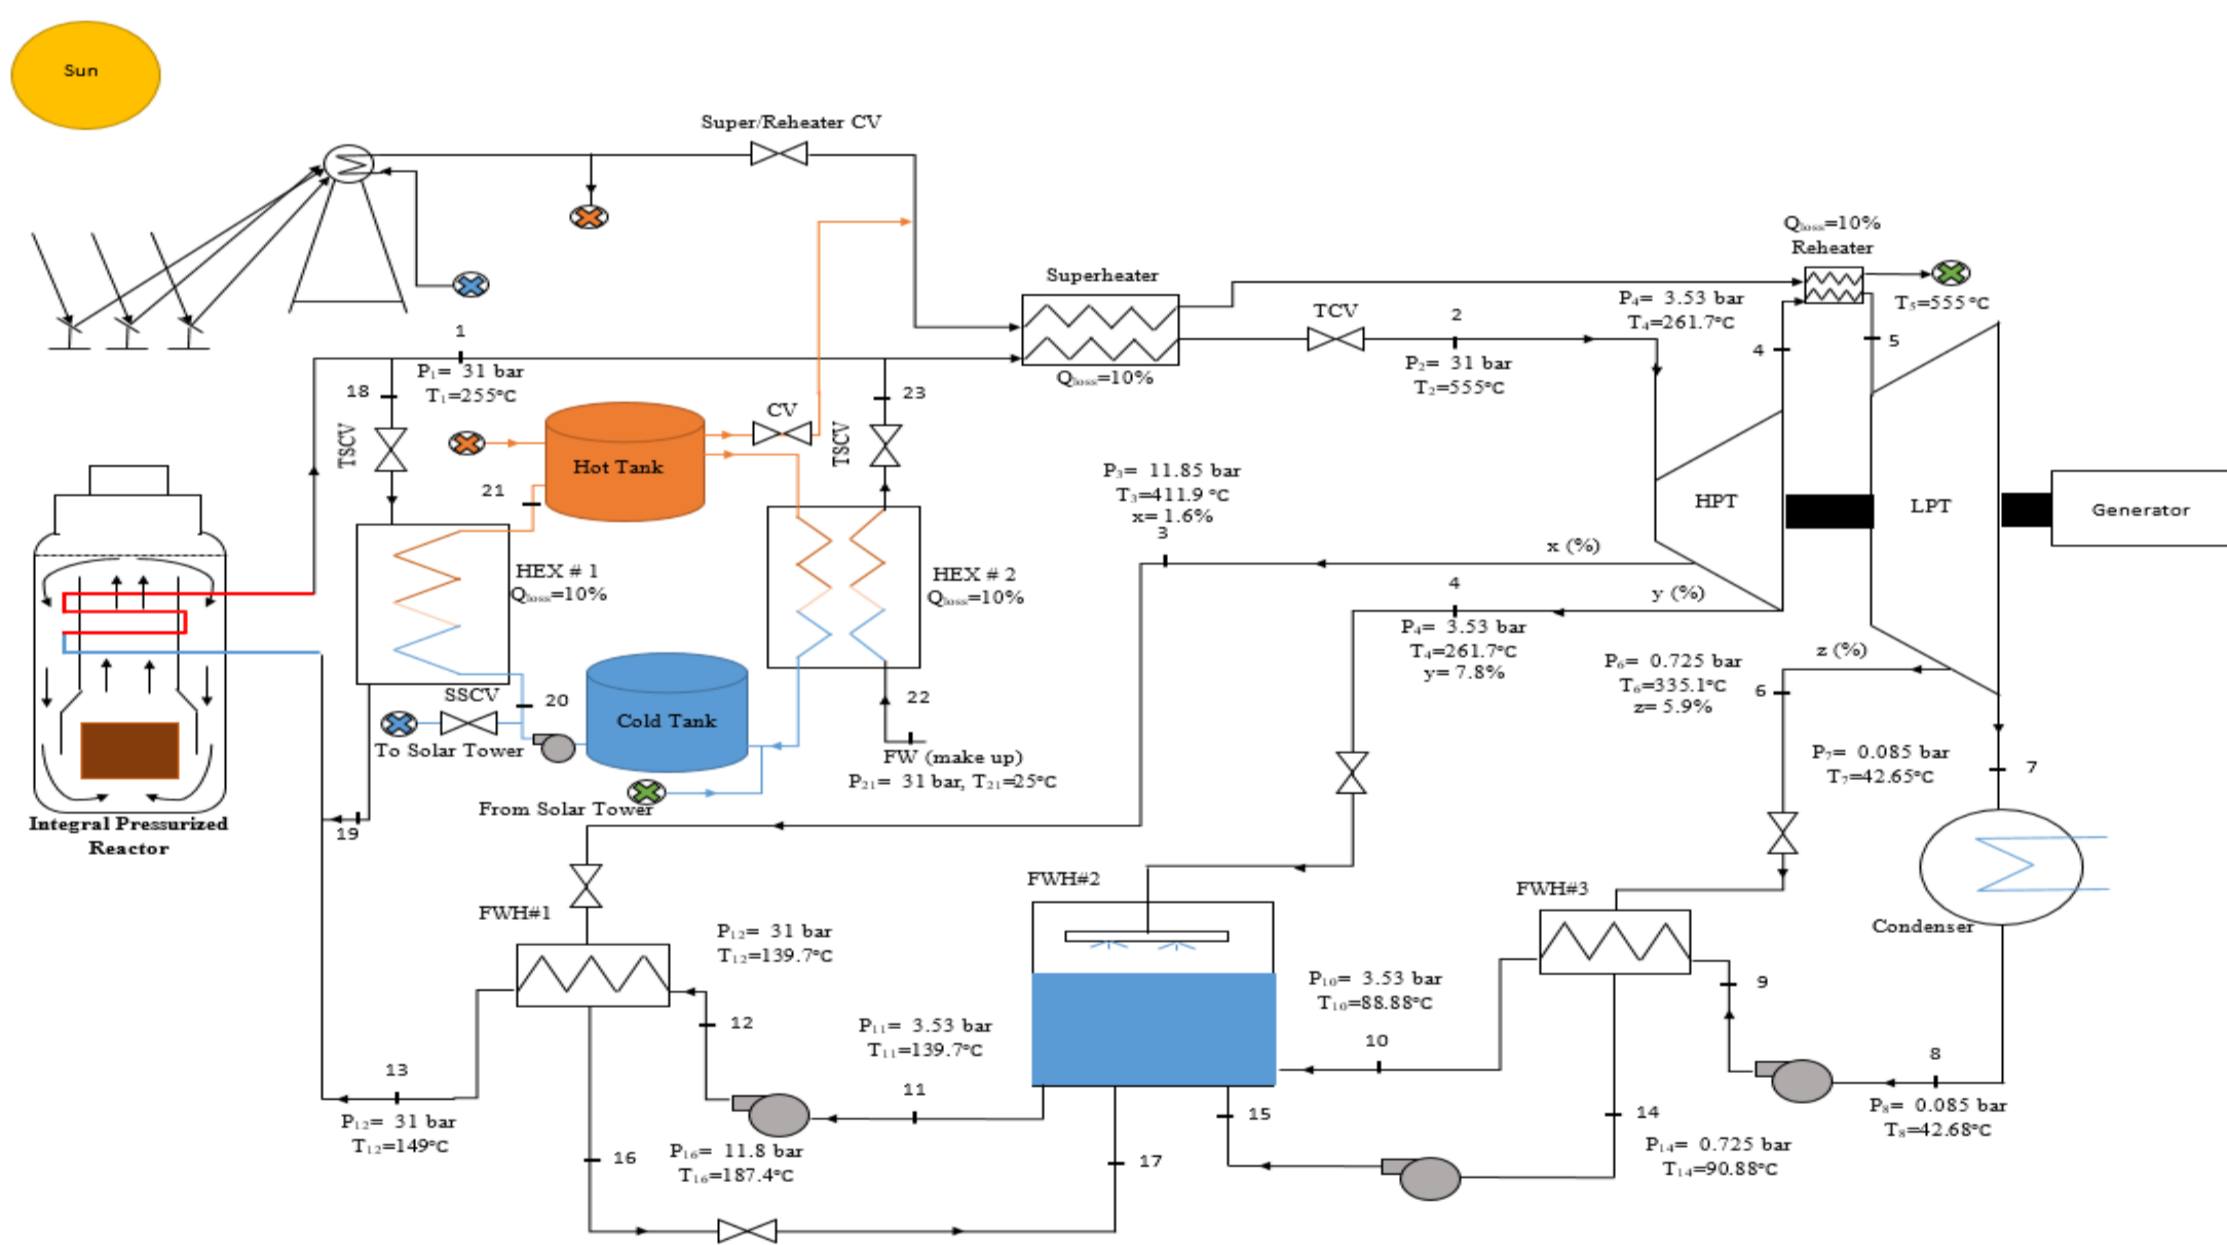 Sun
Super/Reheater CV
Qloss=10%
Reheater
Superheater
T₅=555°C
P₄= 3.53 bar
T₄=261.7°C
TCV
2
1
4
5
P₁= 31 bar
T₁=255°C
Qloss=10%
P₂= 31 bar
T₂=555°C
18
23
CV
TSCV
TSCV
Hot Tank
21
P₃= 11.85 bar
T₃=411.9 °C
x= 1.6%
3
HPT
LPT
Generator
x (%)
HEX # 1
Qloss=10%
HEX # 2
Qloss=10%
4
y (%)
P₄= 3.53 bar
T₄=261.7°C
y= 7.8%
z (%)
P₆= 0.725 bar
T₆=335.1°C
z= 5.9%
6
SSCV
20
Cold Tank
22
To Solar Tower
FW (make up)
P₂₁= 31 bar, T₂₁=25°C
From Solar Tower
P₇= 0.085 bar
T₇=42.65°C
7
Integral Pressurized
Reactor
19
FWH#2
FWH#3
FWH#1
Condenser
P₁₂= 31 bar
T₁₂=139.7°C
P₁₀= 3.53 bar
T₁₀=88.88°C
9
12
P₁₁= 3.53 bar
T₁₁=139.7°C
10
8
13
11
15
14
P₈= 0.085 bar
T₈=42.68°C
P₁₂= 31 bar
T₁₂=149°C
16
P₁₆= 11.8 bar
T₁₆=187.4°C
17
P₁₄= 0.725 bar
T₁₄=90.88°C